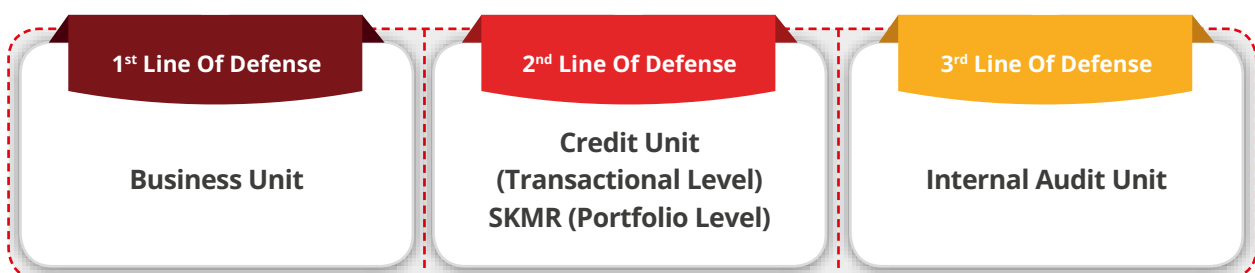 1st Line Of Defense
Business Unit
2nd Line Of Defense
Credit Unit
(Transactional Level)
SKMR (Portfolio Level)
3rd Line Of Defense
Internal Audit Unit